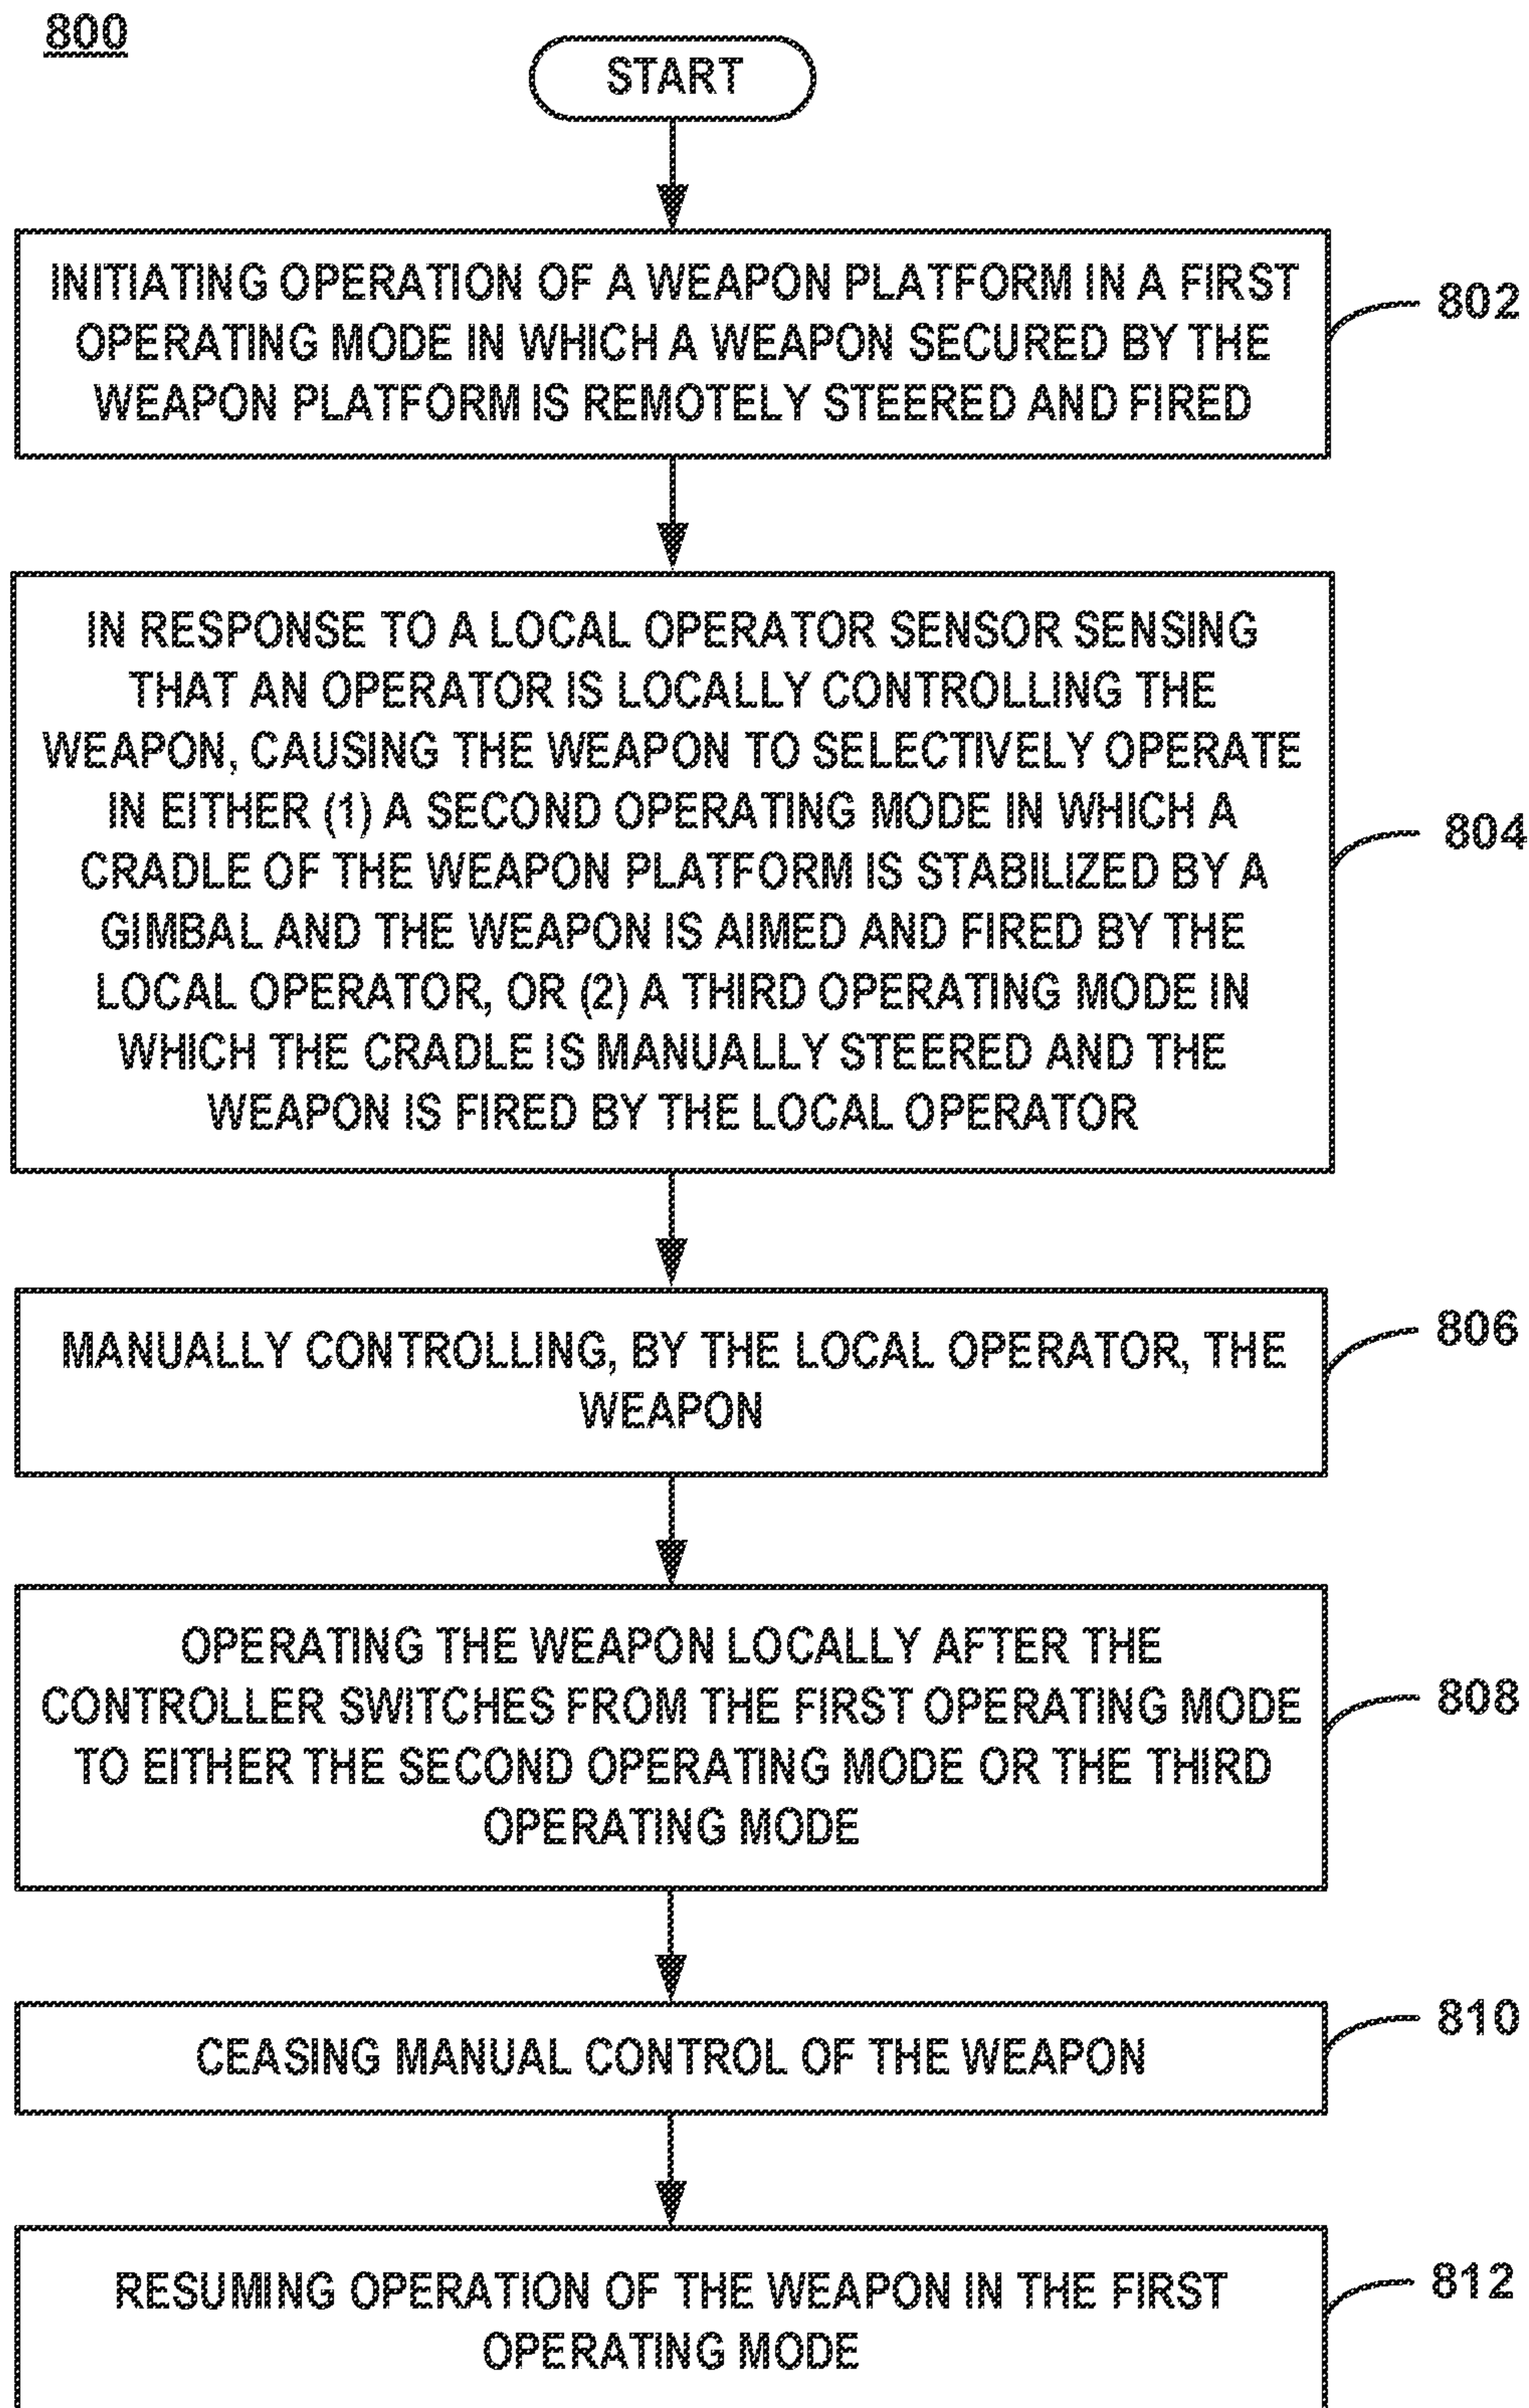 800
START
INITIATING OPERATION OF A WEAPON PLATFORM IN A FIRST
OPERATING MODE IN WHICH A WEAPON SECURED BY THE
WEAPON PLATFORM IS REMOTELY STEERED AND FIRED
802
IN RESPONSE TO A LOCAL OPERATOR SENSOR SENSING
THAT AN OPERATOR IS LOCALLY CONTROLLING THE
WEAPON, CAUSING THE WEAPON TO SELECTIVELY OPERATE
IN EITHER (1) A SECOND OPERATING MODE IN WHICH A
CRADLE OF THE WEAPON PLATFORM IS STABILIZED BY A
GIMBAL AND THE WEAPON IS AIMED AND FIRED BY THE
LOCAL OPERATOR, OR (2) A THIRD OPERATING MODE IN
WHICH THE CRADLE IS MANUALLY STEERED AND THE
WEAPON IS FIRED BY THE LOCAL OPERATOR
804
MANUALLY CONTROLLING, BY THE LOCAL OPERATOR, THE
WEAPON
806
OPERATING THE WEAPON LOCALLY AFTER THE
CONTROLLER SWITCHES FROM THE FIRST OPERATING MODE
TO EITHER THE SECOND OPERATING MODE OR THE THIRD
OPERATING MODE
808
CEASING MANUAL CONTROL OF THE WEAPON
810
RESUMING OPERATION OF THE WEAPON IN THE FIRST
OPERATING MODE
812